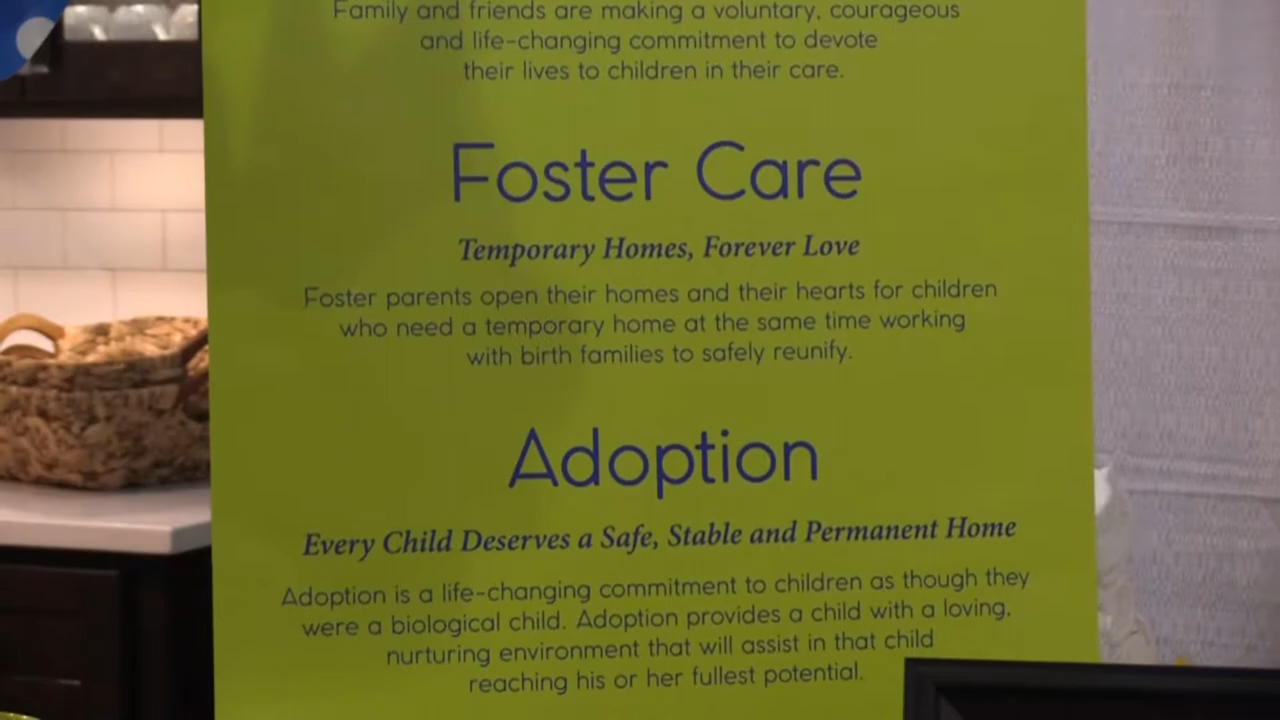 Family and friends are making a voluntary, courageous
and life-changing commitment to devote
their lives to children in their care.
Foster Care
Temporary Homes, Forever Love
Foster parents open their homes and their hearts for children
who need a temporary home at the same time working
with birth families to safely reunify.
Adoption
Every Child Deserves a Safe, Stable and Permanent Home
Adoption is a life-changing commitment to children as though they
were a biological child. Adoption provides a child with a loving,
nurturing environment that will assist in that child
reaching his or her fullest potential.